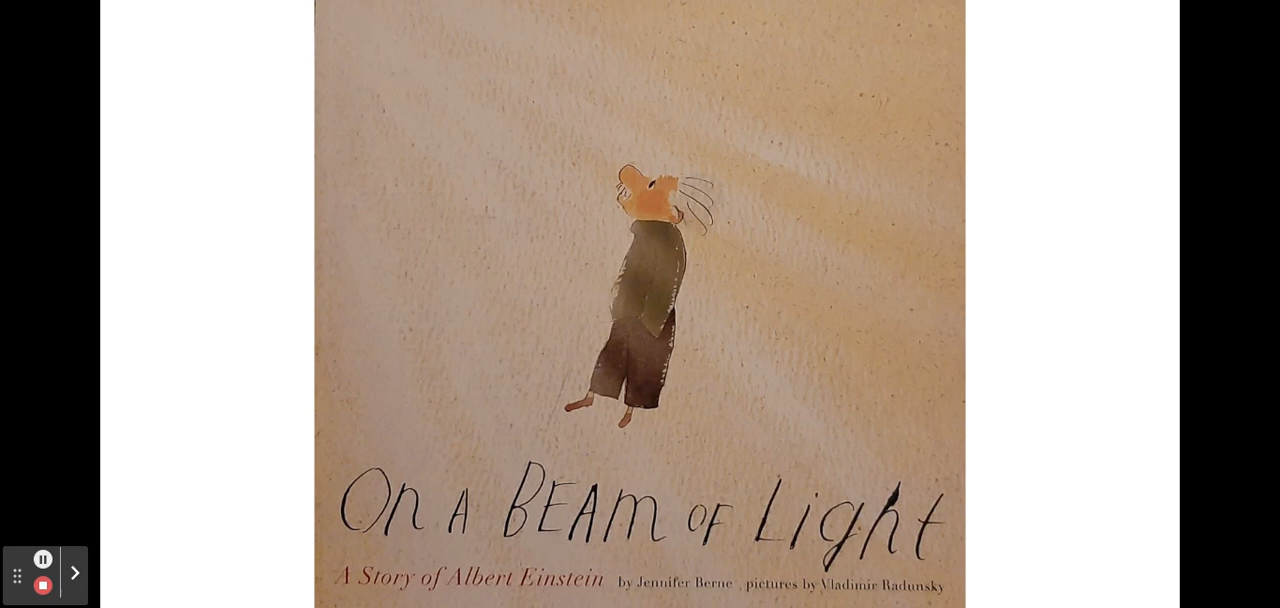 On A BEAM OF Light
A Story of Albert Einstein by Jennifer Berne pictures by Vladimir Radunsky